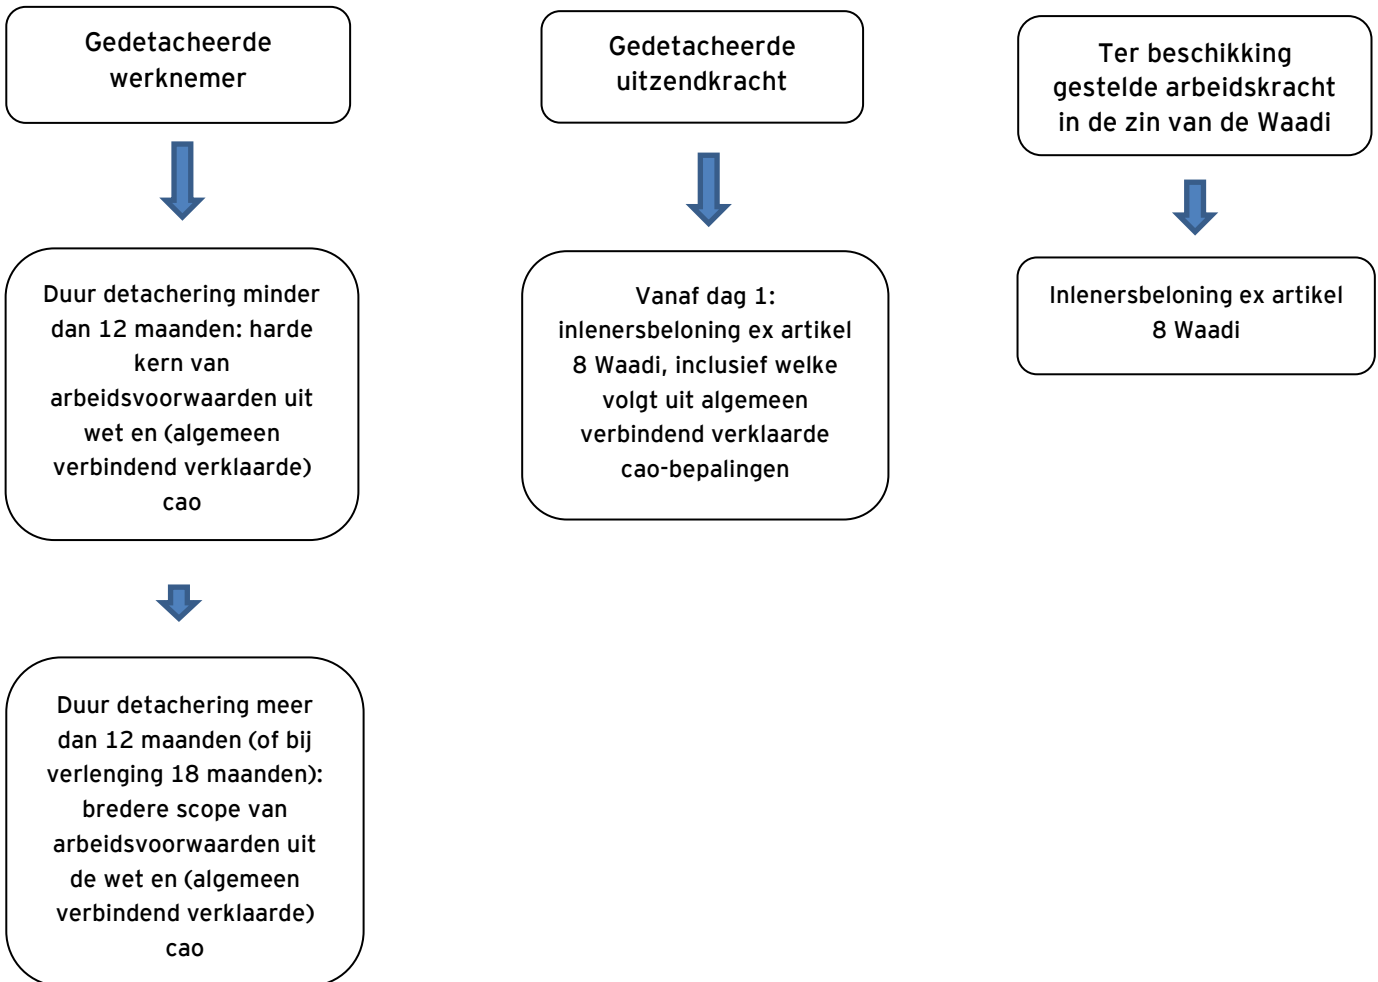 Gedetacheerde
werknemer
Duur detachering minder
dan 12 maanden: harde
kern van
arbeidsvoorwaarden uit
wet en (algemeen
verbindend verklaarde)
cao
Duur detachering meer
dan 12 maanden (of bij
verlenging 18 maanden):
bredere scope van
arbeidsvoorwaarden uit
de wet en (algemeen
verbindend verklaarde)
cao
Gedetacheerde
uitzendkracht
Vanaf dag 1:
inlenersbeloning ex artikel
8 Waadi, inclusief welke
volgt uit algemeen
verbindend verklaarde
cao-bepalingen
Ter beschikking
gestelde arbeidskracht
in de zin van de Waadi
Inlenersbeloning ex artikel
8 Waadi